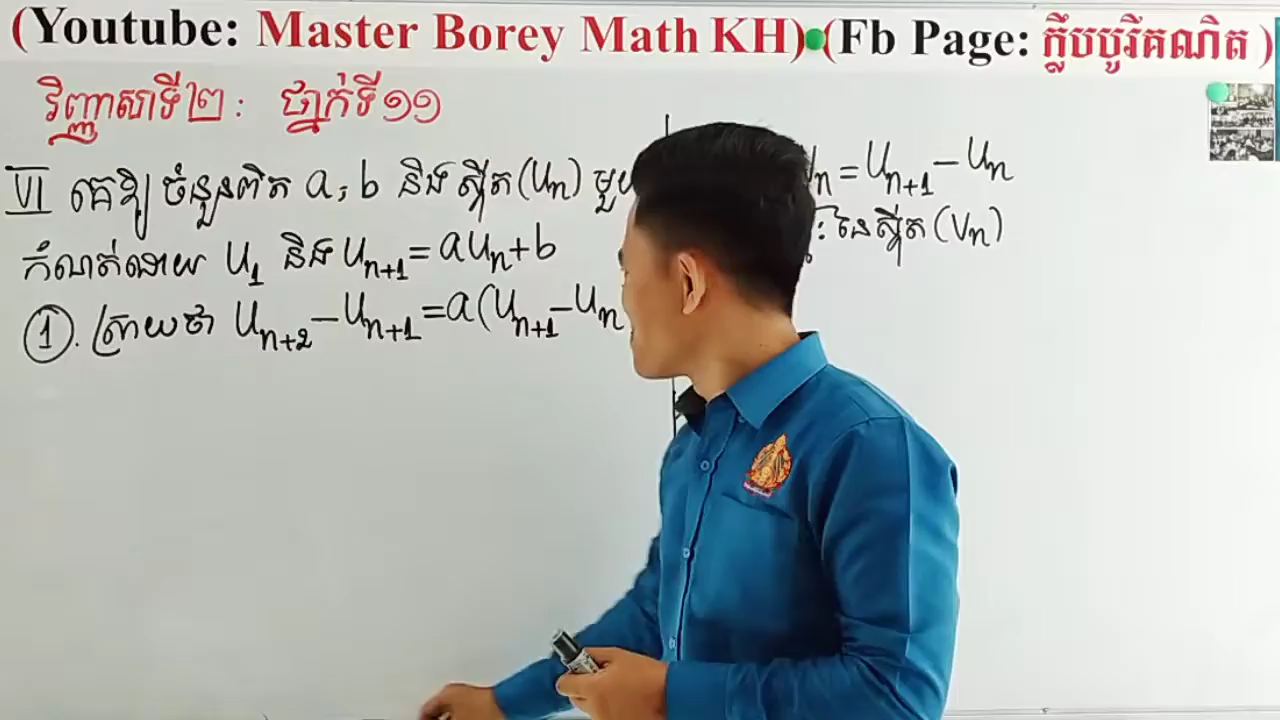 (Youtube: Master Borey Math KH) (Fb Page: ក្លឹបបូរីគណិត )
វិញ្ញាសាទី២ : ថ្នាក់ទី១១
VI គេឱ្យ ចំនួនពិត a, b និង ស្វ៊ីត (Un) មួយ
កំណត់ដោយ U1 និង Un+1 = aUn + b
1. ស្រាយថា Un+2 - Un+1 = a(Un+1 - Un
n = Un+1 - Un
នៃស្វ៊ីត (Vn)